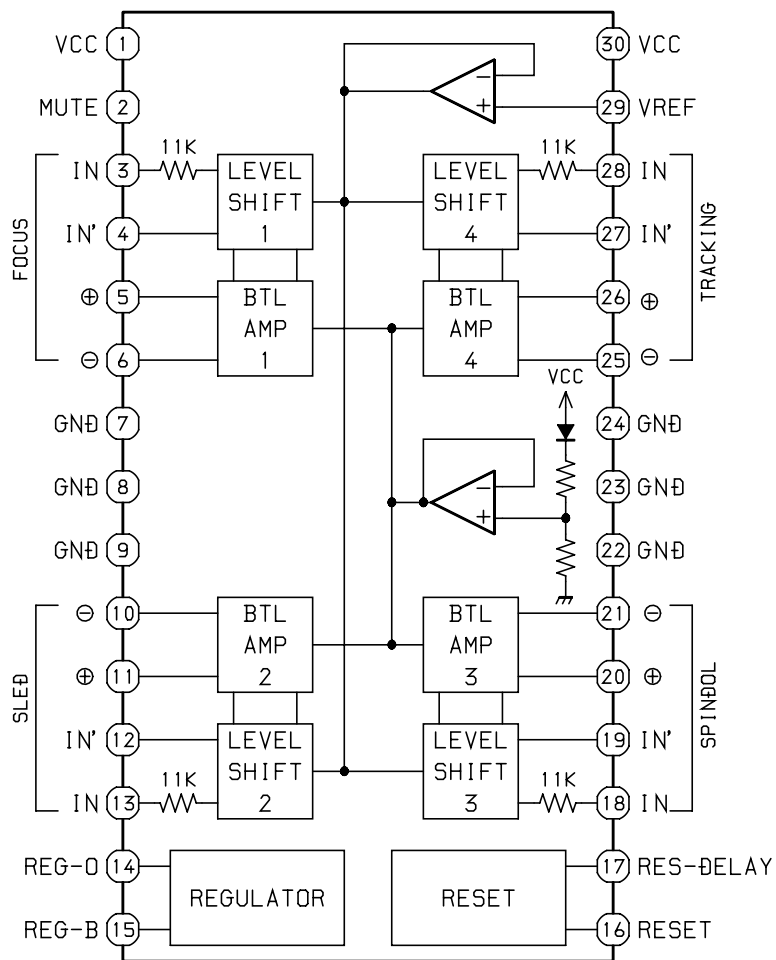 VCC 1 30 VCC
MUTE 2 − + 29 VREF
11K 11K
IN 3 LEVEL LEVEL 28 IN
SHIFT SHIFT
IN' 4 1 4 27 IN'
FOCUS TRACKING
⊕ 5 BTL BTL 26 ⊕
AMP AMP
⊖ 6 1 4 25 ⊖
VCC
GND 7 24 GND
GND 8 − + 23 GND
GND 9 22 GND
⊖ 10 BTL BTL 21 ⊖
AMP AMP
⊕ 11 2 3 20 ⊕
SLED SPINDOL
IN' 12 LEVEL LEVEL 19 IN'
SHIFT SHIFT
11K 11K
IN 13 2 3 18 IN
REG-O 14 17 RES-DELAY
REGULATOR RESET
REG-B 15 16 RESET